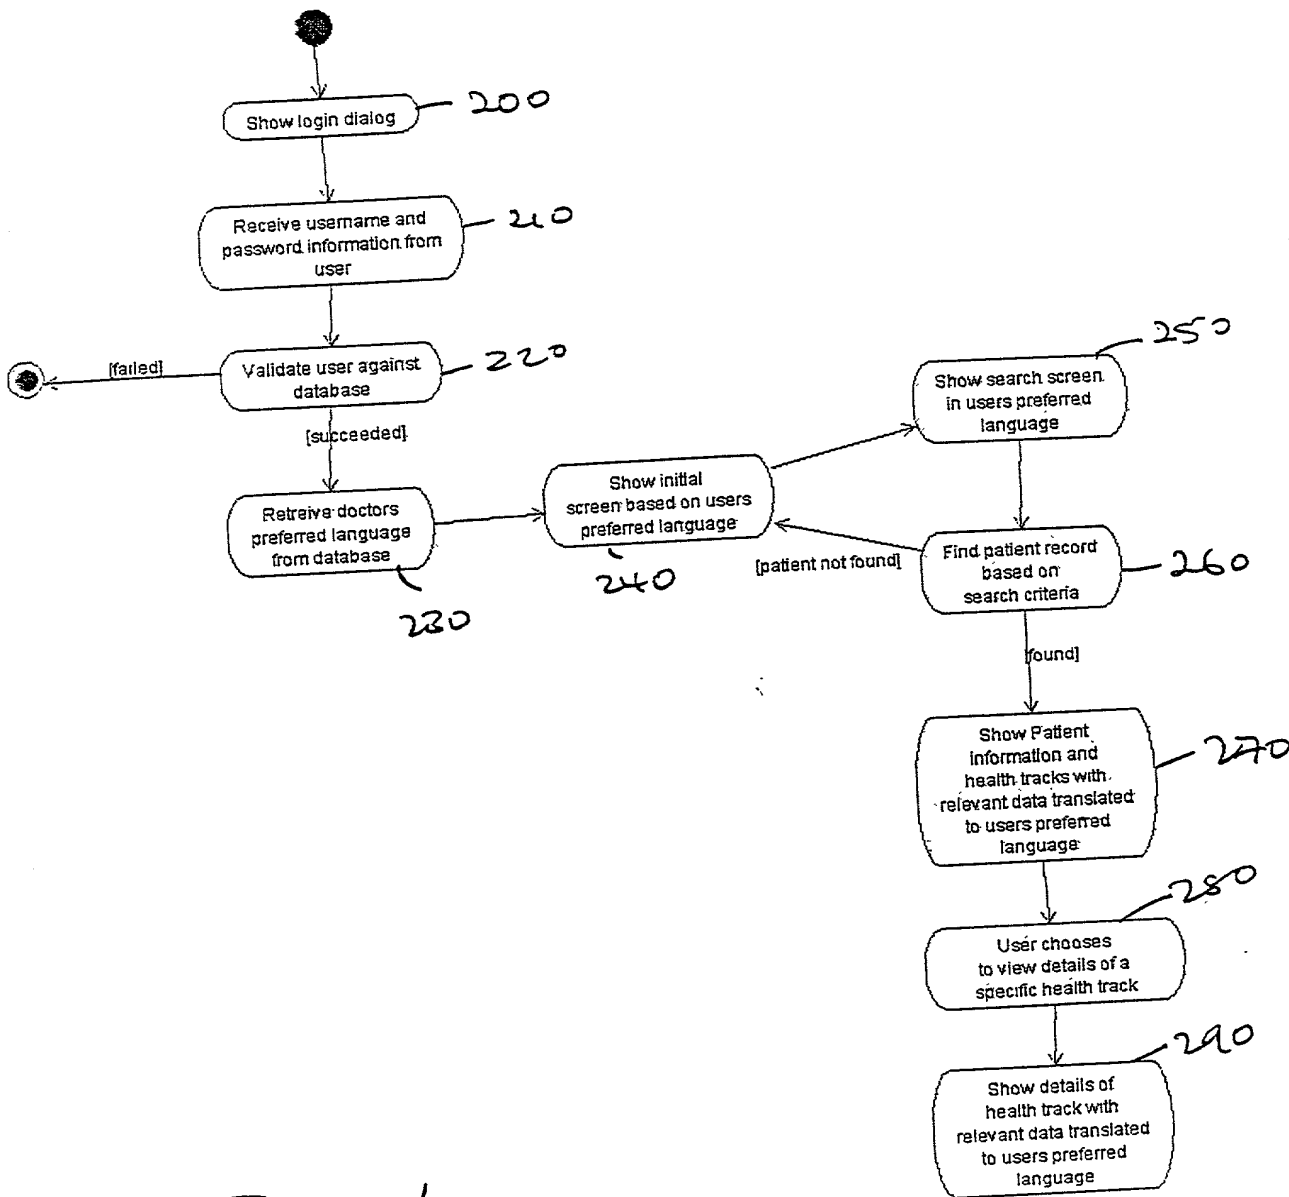 Show login dialog
200
Receive username and
password information from
user
210
[failed]
Validate user against
database
220
[succeeded]
Retreive doctors
preferred language
from database
230
Show initial
screen based on users
preferred language
240
250
Show search screen
in users preferred
language
[patient not found]
Find patient record
based on
search criteria
260
[found]
Show Patient
information and
health tracks with
relevant data translated
to users preferred
language
270
280
User chooses
to view details of a
specific health track
290
Show details of
health track with
relevant data translated
to users preferred
language